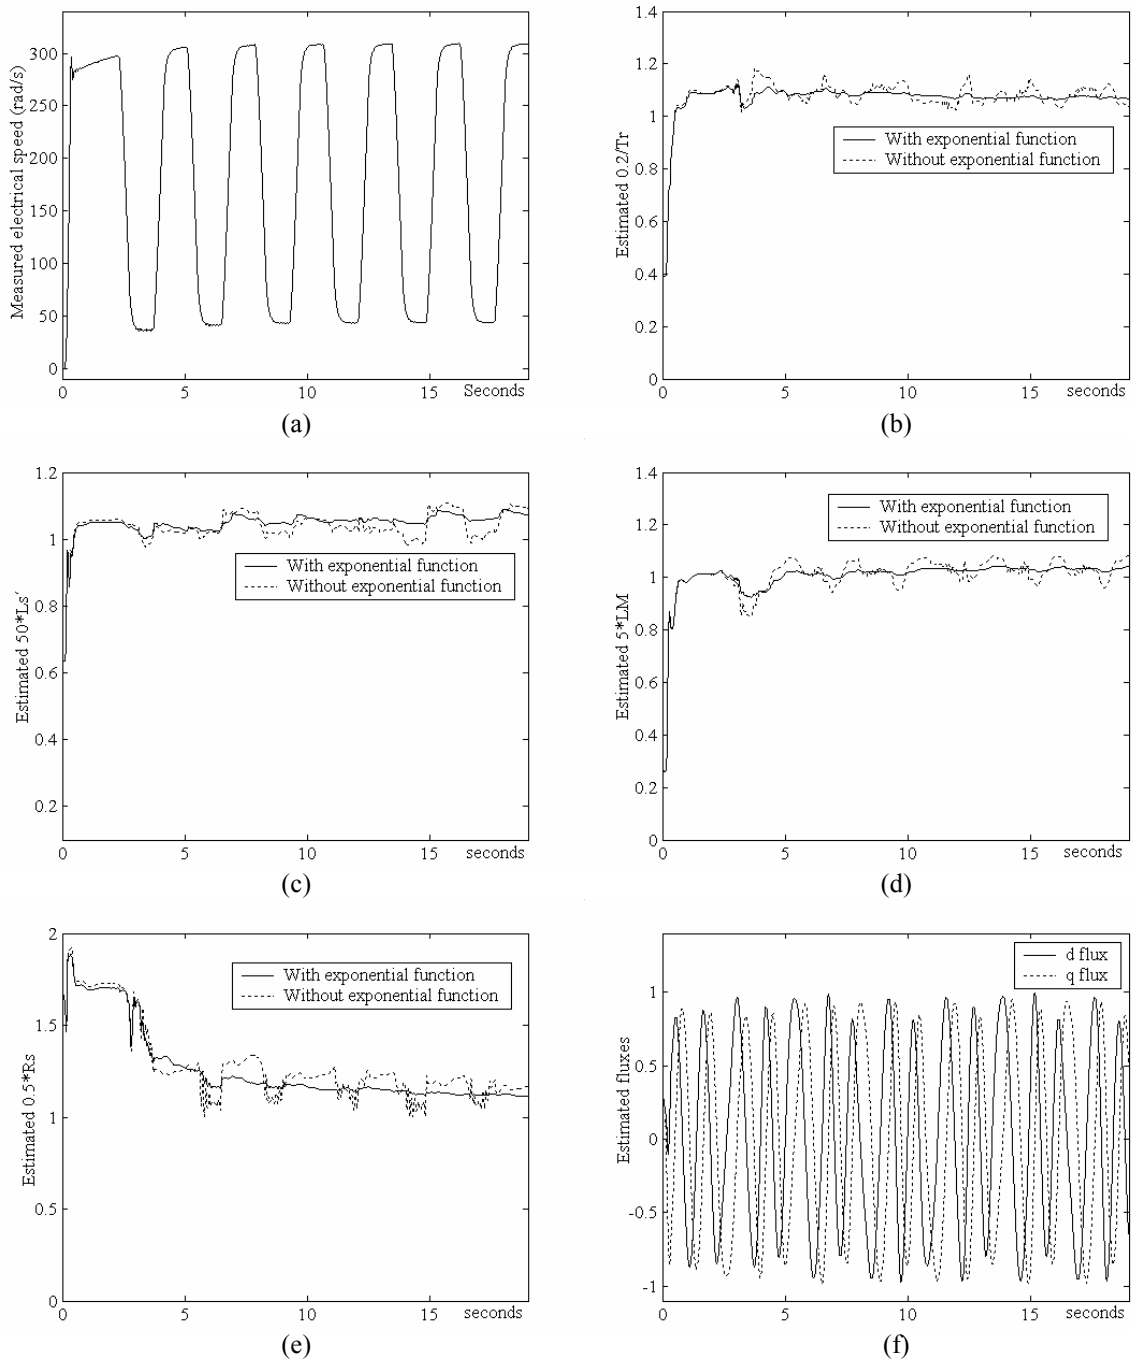 Measured electrical speed (rad/s)
300
250
200
150
100
50
0
0 5 10 15 Seconds
(a)
Estimated 0.2/Tr
1.4
1.2
1
0.8
0.6
0.4
0.2
0
With exponential function
Without exponential function
0 5 10 15 seconds
(b)
Estimated 50*Ls'
1.2
1
0.8
0.6
0.4
0.2
With exponential function
Without exponential function
0 5 10 15 seconds
(c)
Estimated 5*LM
1.4
1.2
1
0.8
0.6
0.4
0.2
0
With exponential function
Without exponential function
0 5 10 15 seconds
(d)
Estimated 0.5*Rs
2
1.5
1
0.5
0
With exponential function
Without exponential function
0 5 10 15 seconds
(e)
Estimated fluxes
1
0.5
0
-0.5
-1
d flux
q flux
0 5 10 15 seconds
(f)